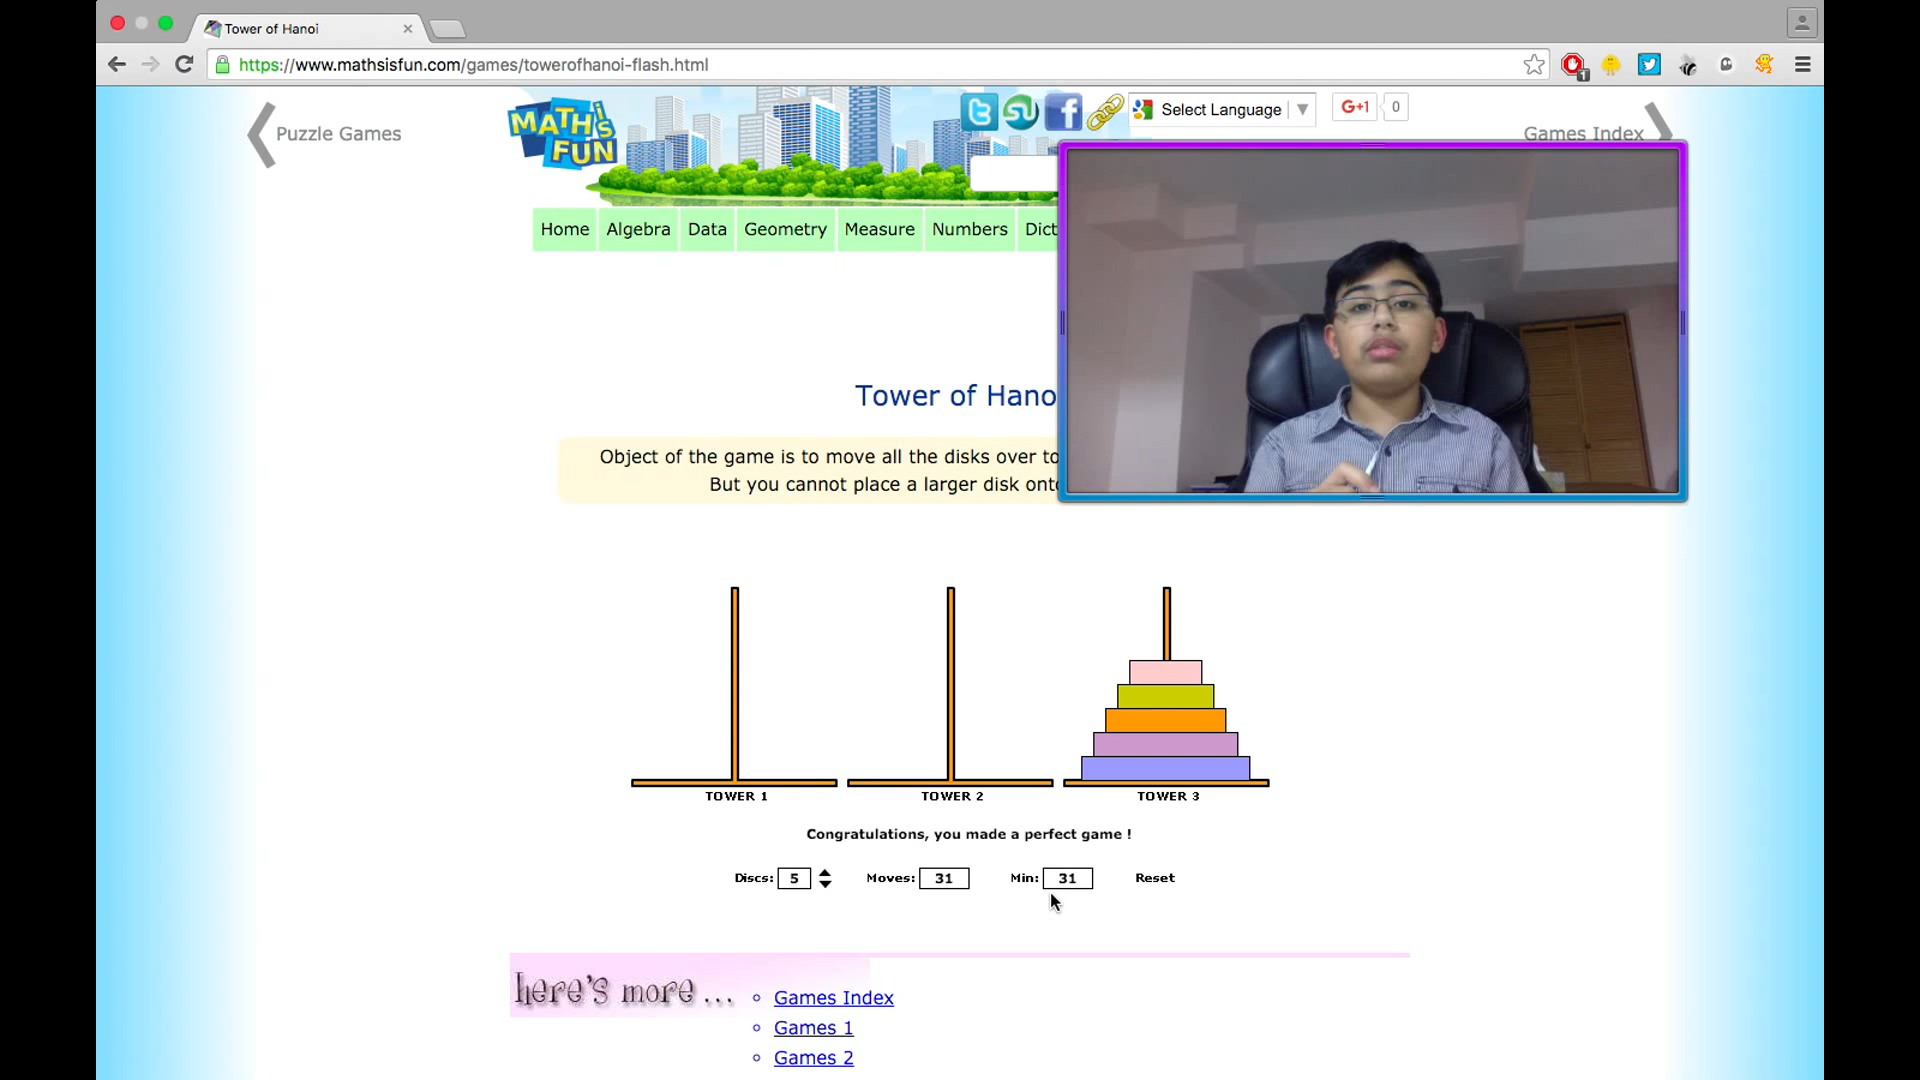 Tower of Hanoi
https://www.mathsisfun.com/games/towerofhanoi-flash.html
1
Puzzle Games
MATH is FUN
Select Language
G+1
0
Games Index
Home
Algebra
Data
Geometry
Measure
Numbers
Dict
Tower of Hano
Object of the game is to move all the disks over to
But you cannot place a larger disk onto
TOWER 1
TOWER 2
TOWER 3
Congratulations, you made a perfect game !
Discs: 5
Moves: 31
Min: 31
Reset
here's more ...
Games Index
Games 1
Games 2